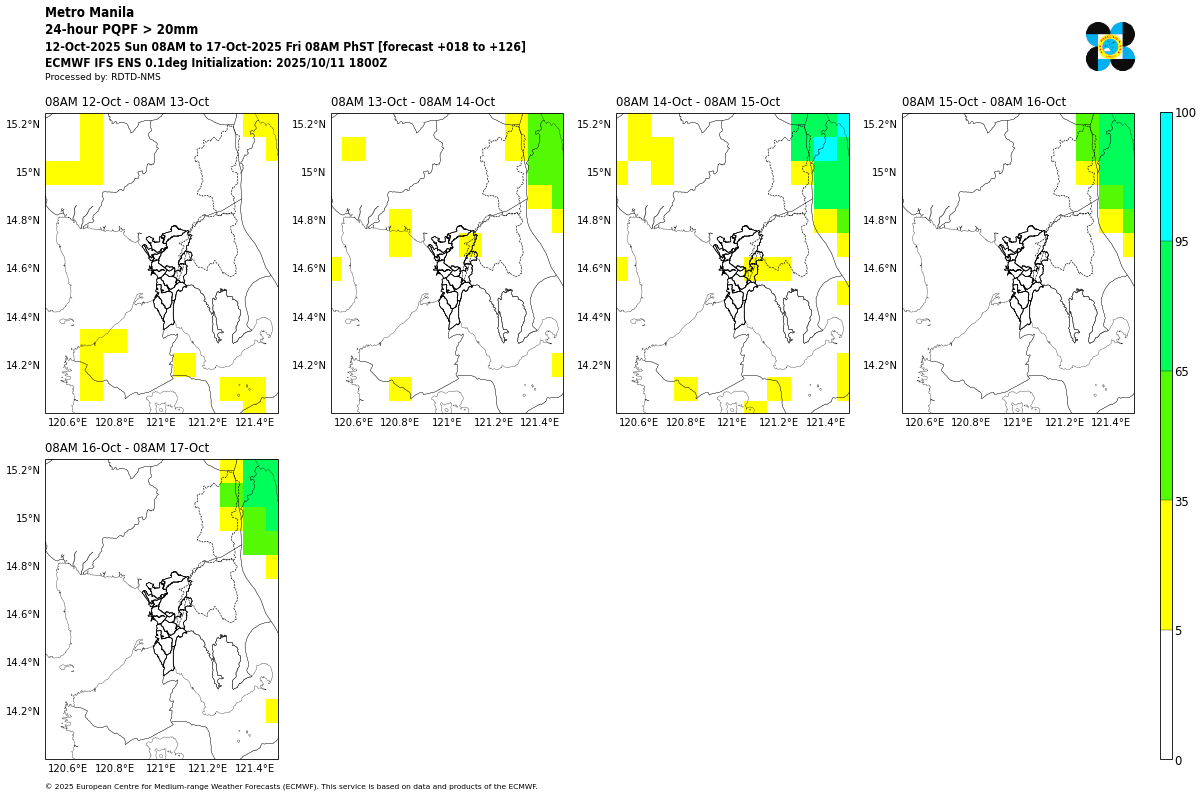 Metro Manila
24-hour PQPF > 20mm
12-Oct-2025 Sun 08AM to 17-Oct-2025 Fri 08AM PhST [forecast +018 to +126]
ECMWF IFS ENS 0.1deg Initialization: 2025/10/11 1800Z
Processed by: RDTD-NMS
08AM 12-Oct - 08AM 13-Oct
15.2°N
15°N
14.8°N
14.6°N
14.4°N
14.2°N
120.6°E 120.8°E 121°E 121.2°E 121.4°E
08AM 13-Oct - 08AM 14-Oct
15.2°N
15°N
14.8°N
14.6°N
14.4°N
14.2°N
120.6°E 120.8°E 121°E 121.2°E 121.4°E
08AM 14-Oct - 08AM 15-Oct
15.2°N
15°N
14.8°N
14.6°N
14.4°N
14.2°N
120.6°E 120.8°E 121°E 121.2°E 121.4°E
08AM 15-Oct - 08AM 16-Oct
15.2°N
15°N
14.8°N
14.6°N
14.4°N
14.2°N
120.6°E 120.8°E 121°E 121.2°E 121.4°E
100
95
65
35
5
0
08AM 16-Oct - 08AM 17-Oct
15.2°N
15°N
14.8°N
14.6°N
14.4°N
14.2°N
120.6°E 120.8°E 121°E 121.2°E 121.4°E
© 2025 European Centre for Medium-range Weather Forecasts (ECMWF). This service is based on data and products of the ECMWF.